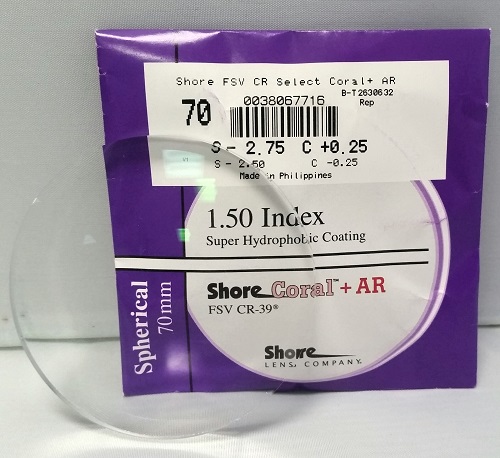 Shore FSV CR Select Coral+ AR
B-T2630632
70
0038067716
Rep
S - 2.75 C +0.25
S - 2.50 C -0.25
Made in Philippines
1.50 Index
Super Hydrophobic Coating
Shore Coral™ + AR
FSV CR-39®
Spherical
70mm
Shore
LENS COMPANY